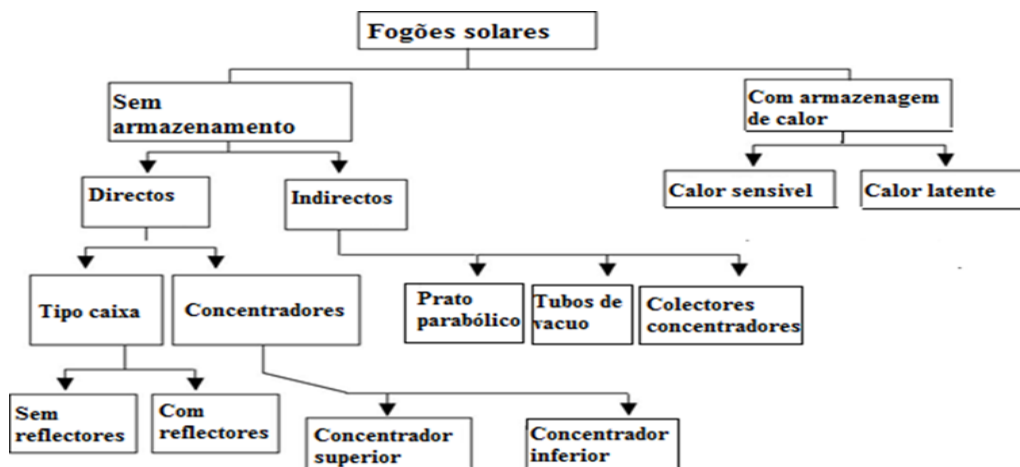 Fogões solares
Sem
armazenamento
Com armazenagem
de calor
Directos
Indirectos
Calor sensivel
Calor latente
Tipo caixa
Concentradores
Prato
parabólico
Tubos de
vacuo
Colectores
concentradores
Sem
reflectores
Com
reflectores
Concentrador
superior
Concentrador
inferior